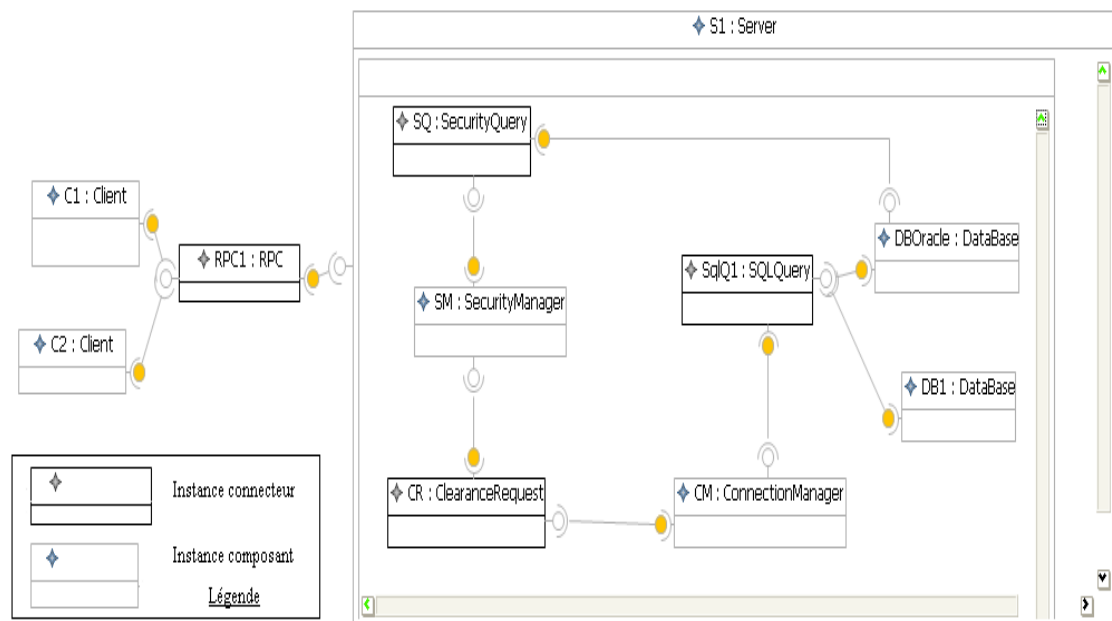 S1 : Server
SQ : SecurityQuery
C1 : Client
RPC1 : RPC
DBOracle : DataBase
SqlQ1 : SQLQuery
SM : SecurityManager
C2 : Client
DB1 : DataBase
CR : ClearanceRequest
CM : ConnectionManager
Instance connecteur
Instance composant
Légende